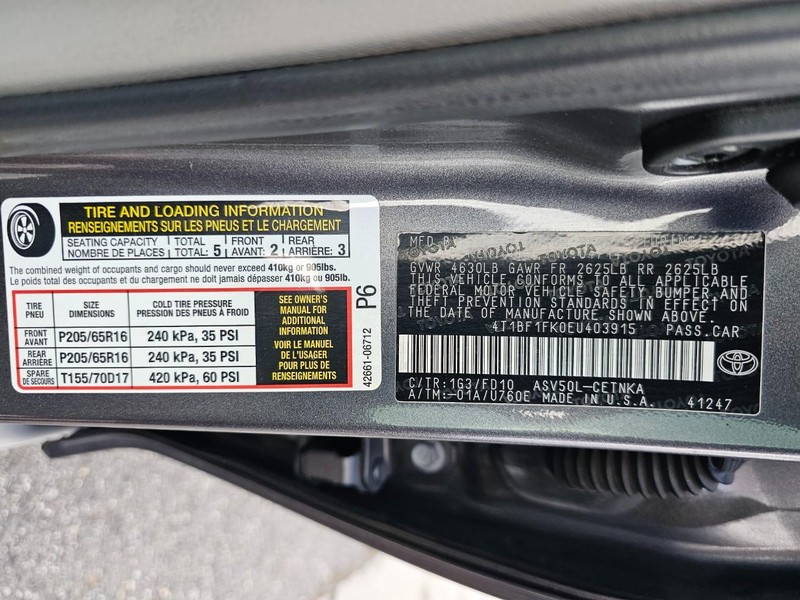 TIRE AND LOADING INFORMATION
RENSEIGNEMENTS SUR LES PNEUS ET LE CHARGEMENT
SEATING CAPACITY TOTAL 5 FRONT 2 REAR 3
NOMBRE DE PLACES TOTAL: AVANT: ARRIÈRE:
The combined weight of occupants and cargo should never exceed 410kg or 905lbs.
Le poids total des occupants et du chargement ne doit jamais dépasser 410kg ou 905lb.
TIRE PNEU
SIZE DIMENSIONS
COLD TIRE PRESSURE
PRESSION DES PNEUS À FROID
FRONT AVANT P205/65R16 240 kPa, 35 PSI
REAR ARRIÈRE P205/65R16 240 kPa, 35 PSI
SPARE DE SECOURS T155/70D17 420 kPa, 60 PSI
SEE OWNER'S
MANUAL FOR
ADDITIONAL
INFORMATION
VOIR LE MANUEL
DE L'USAGER
POUR PLUS DE
RENSEIGNEMENTS
P6
42661-06712
MFD. BY
GVWR 4630LB GAWR FR 2625LB RR 2625LB
THIS VEHICLE CONFORMS TO ALL APPLICABLE
FEDERAL MOTOR VEHICLE SAFETY, BUMPER, AND
THEFT PREVENTION STANDARDS IN EFFECT ON
THE DATE OF MANUFACTURE SHOWN ABOVE.
4T1BF1FK0EU403915 PASS.CAR
C/TR:1G3/FD10 ASV50L-CETNKA
A/TM:-01A/U760E MADE IN U.S.A. 41247